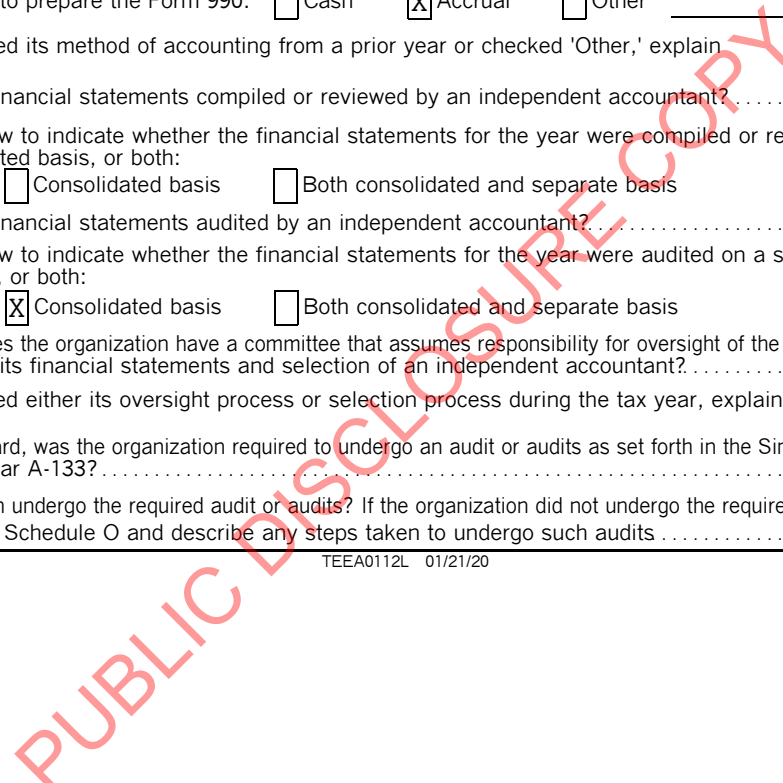 to prepare the Form 990: Cash X Accrual Other
ed its method of accounting from a prior year or checked 'Other,' explain
nancial statements compiled or reviewed by an independent accountant?.....
w to indicate whether the financial statements for the year were compiled or re
ted basis, or both:
Consolidated basis Both consolidated and separate basis
nancial statements audited by an independent accountant?..................
w to indicate whether the financial statements for the year were audited on a s
, or both:
X Consolidated basis Both consolidated and separate basis
es the organization have a committee that assumes responsibility for oversight of the
its financial statements and selection of an independent accountant?.........
ed either its oversight process or selection process during the tax year, explain
rd, was the organization required to undergo an audit or audits as set forth in the Sin
ar A-133?..............................................................
n undergo the required audit or audits? If the organization did not undergo the require
Schedule O and describe any steps taken to undergo such audits............
TEEA0112L 01/21/20
PUBLIC DISCLOSURE COPY